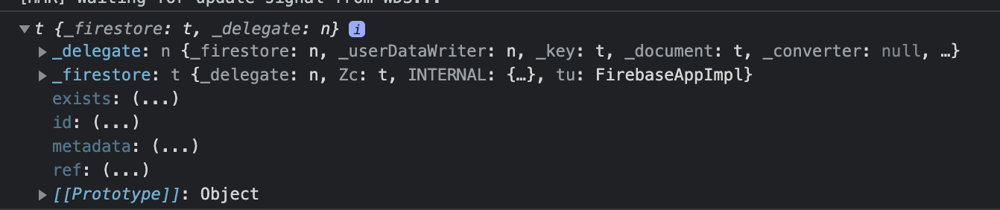 [HMR] Waiting for update signal from WDS...
▼ t {_firestore: t, _delegate: n} i
▶ _delegate: n {_firestore: n, _userDataWriter: n, _key: t, _document: t, _converter: null, …}
▶ _firestore: t {_delegate: n, Zc: t, INTERNAL: {…}, tu: FirebaseAppImpl}
exists: (...)
id: (...)
metadata: (...)
ref: (...)
▶ [[Prototype]]: Object